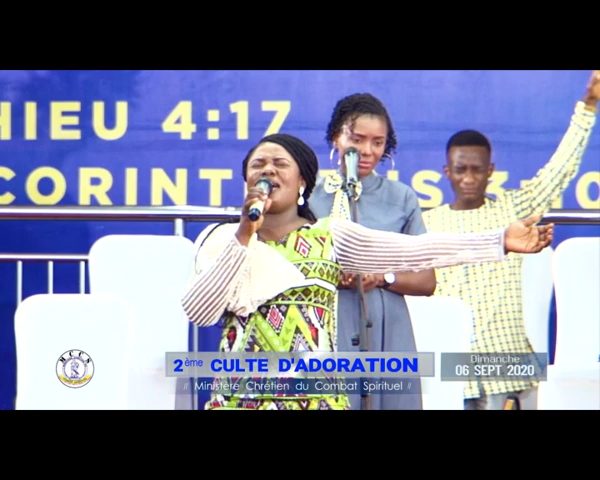 HIEU 4:17
CORINT
M.C.C.S
2ème CULTE D'ADORATION
// Ministère Chrétien du Combat Spirituel //
Dimanche
06 SEPT 2020